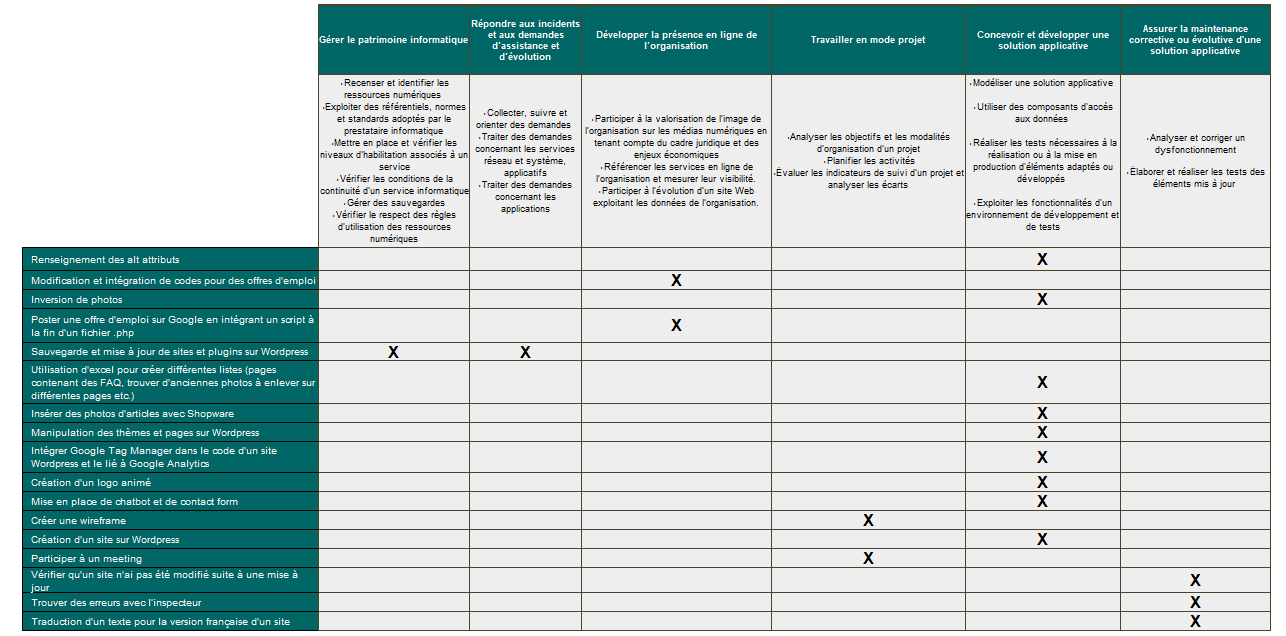 Gérer le patrimoine informatique
Répondre aux incidents
et aux demandes
d'assistance et
d'évolution
Développer la présence en ligne de
l'organisation
Travailler en mode projet
Concevoir et développer une
solution applicative
Assurer la maintenance
corrective ou évolutive d'une
solution applicative
·Recenser et identifier les
ressources numériques
·Exploiter des référentiels, normes
et standards adoptés par le
prestataire informatique
·Mettre en place et vérifier les
niveaux d'habilitation associés à un
service
·Vérifier les conditions de la
continuité d'un service informatique
·Gérer des sauvegardes
·Vérifier le respect des règles
d'utilisation des ressources
numériques
·Collecter, suivre et
orienter des demandes
·Traiter des demandes
concernant les services
réseau et système,
applicatifs
·Traiter des demandes
concernant les
applications
·Participer à la valorisation de l'image de
l'organisation sur les médias numériques en
tenant compte du cadre juridique et des
enjeux économiques
·Référencer les services en ligne de
l'organisation et mesurer leur visibilité.
·Participer à l'évolution d'un site Web
exploitant les données de l'organisation.
·Analyser les objectifs et les modalités
d'organisation d'un projet
·Planifier les activités
·Évaluer les indicateurs de suivi d'un projet et
analyser les écarts
·Modéliser une solution applicative
·Utiliser des composants d'accès
aux données
·Réaliser les tests nécessaires à la
réalisation ou à la mise en
production d'éléments adaptés ou
développés
·Exploiter les fonctionnalités d'un
environnement de développement et
de tests
·Analyser et corriger un
dysfonctionnement
·Élaborer et réaliser les tests des
éléments mis à jour
Renseignement des alt attributs X
Modification et intégration de codes pour des offres d'emploi X
Inversion de photos X
Poster une offre d'emploi sur Google en intégrant un script à
la fin d'un fichier .php X
Sauvegarde et mise à jour de sites et plugins sur Wordpress X X
Utilisation d'excel pour créer différentes listes (pages
contenant des FAQ, trouver d'anciennes photos à enlever sur X
différentes pages etc.)
Insérer des photos d'articles avec Shopware X
Manipulation des thèmes et pages sur Wordpress X
Intégrer Google Tag Manager dans le code d'un site
Wordpress et le lié à Google Analytics X
Création d'un logo animé X
Mise en place de chatbot et de contact form X
Créer une wireframe X
Création d'un site sur Wordpress X
Participer à un meeting X
Vérifier qu'un site n'ai pas été modifié suite à une mise à
jour X
Trouver des erreurs avec l'inspecteur X
Traduction d'un texte pour la version française d'un site X